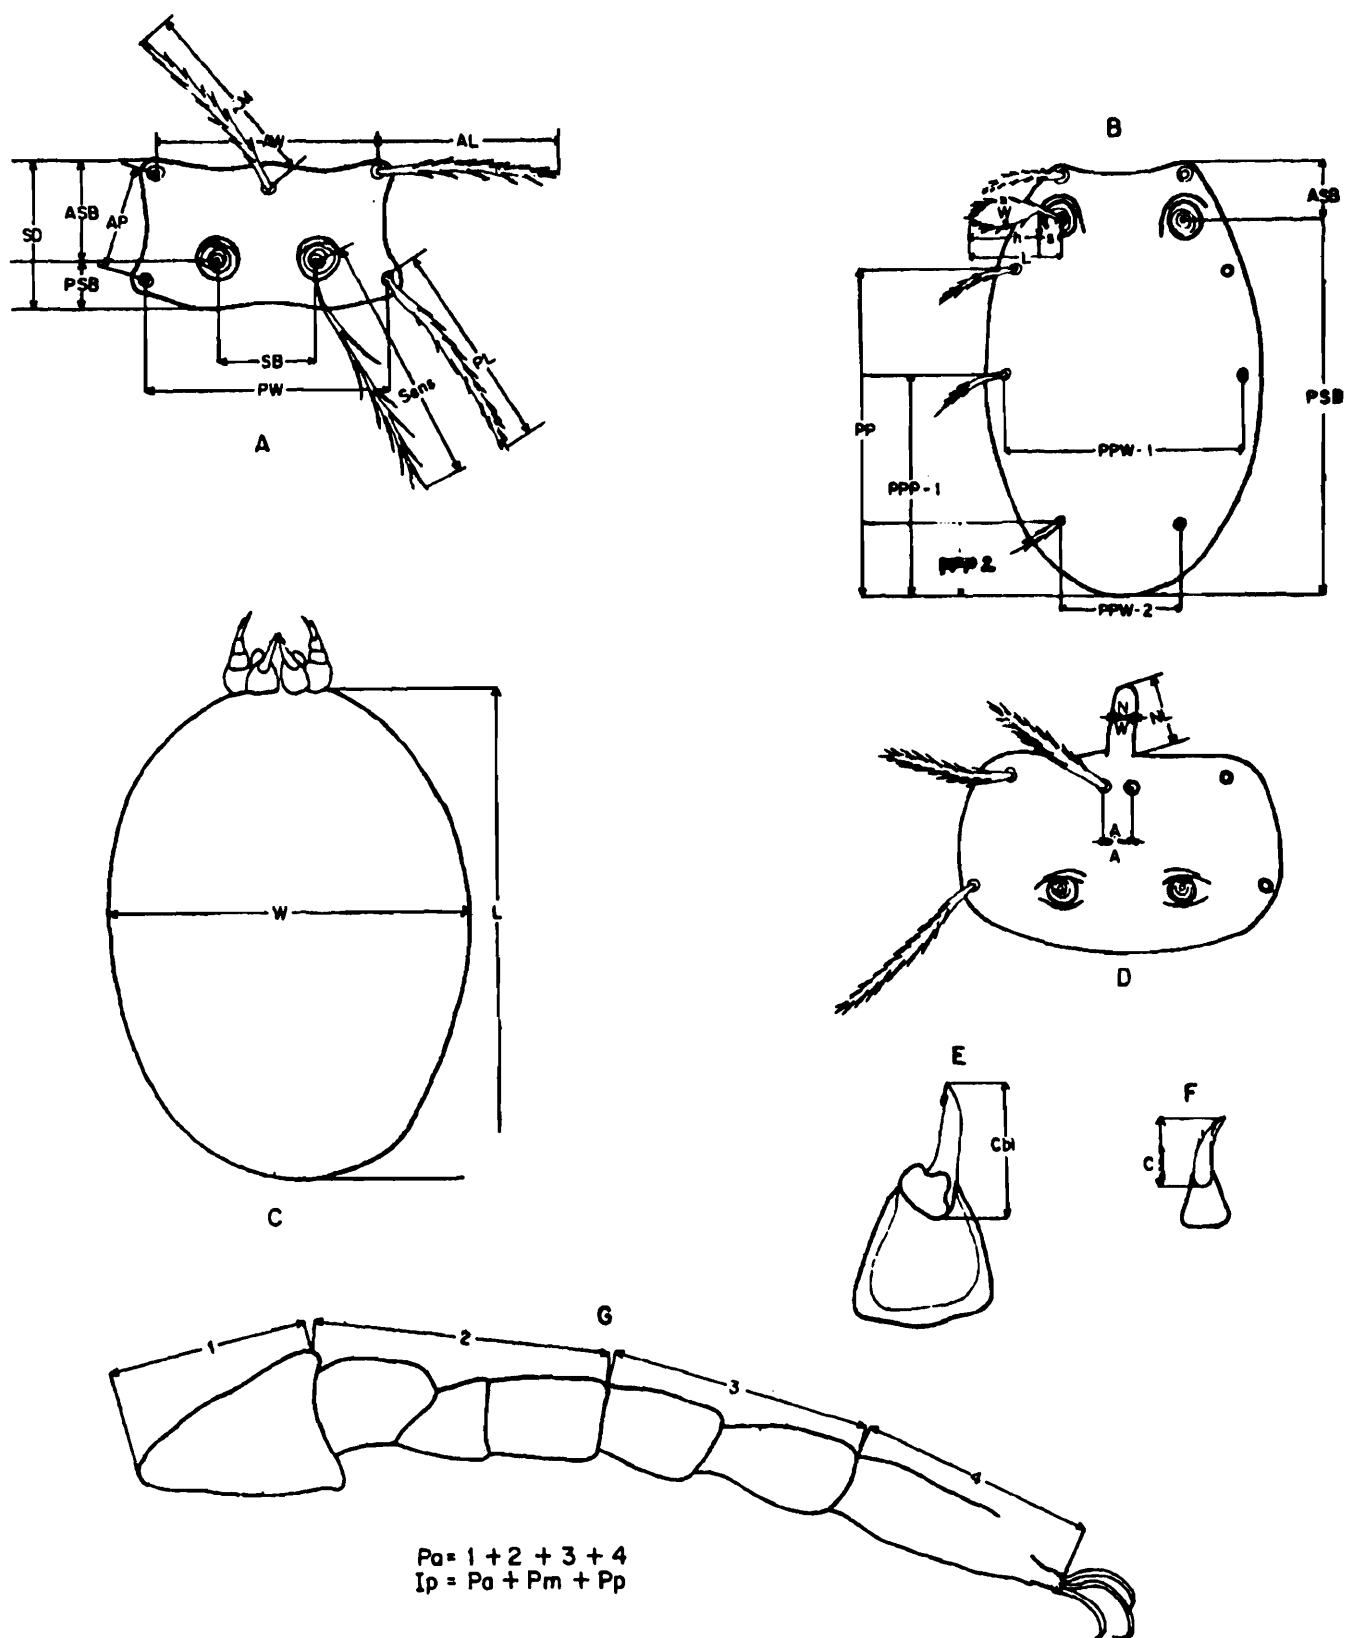 M
AW
AL
ASB
AP
SD
PSB
SB
PW
Sens
PL
A
B
ASB
W
h
s
L
PP
PPW-1
PSB
PPP-1
PPP 2
PPW-2
W
L
C
N
W
NL
A
A
D
E
Cbl
F
C
G
1
2
3
4
Pa= 1 + 2 + 3 + 4
Ip = Pa + Pm + Pp